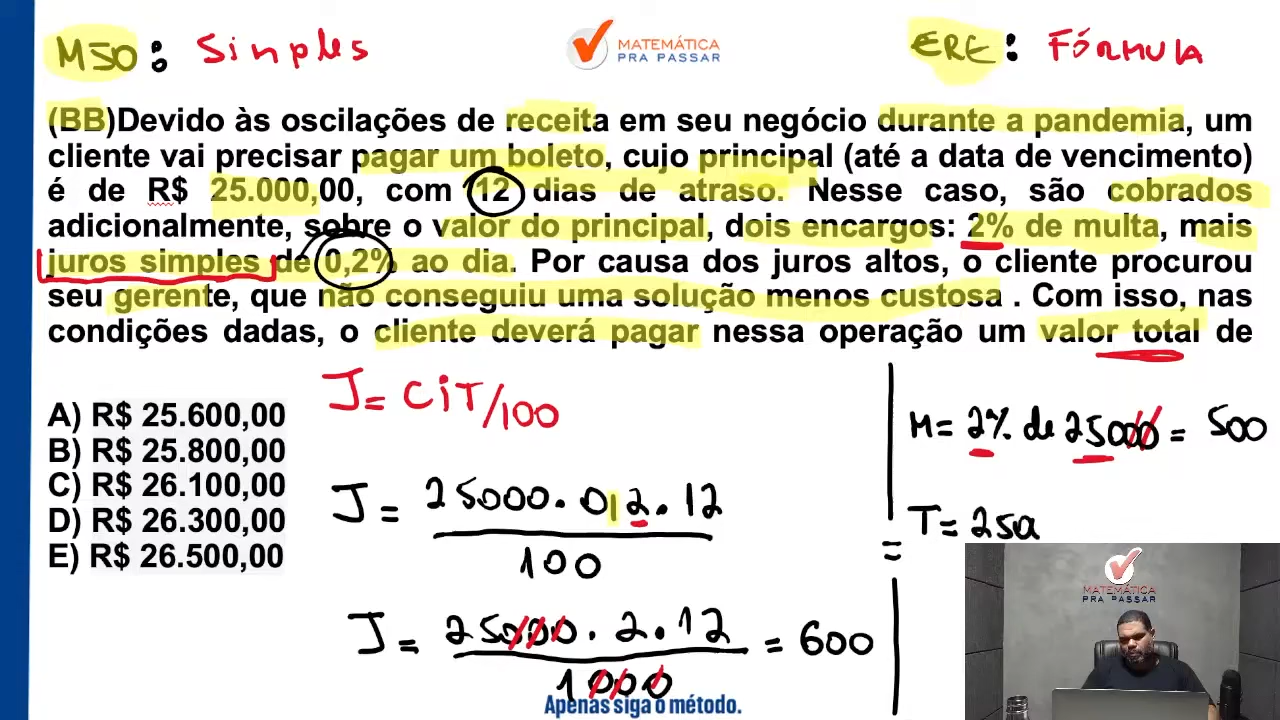 MSO: Simples
MATEMÁTICA
PRA PASSAR
ERE: FÓRMULA
(BB)Devido às oscilações de receita em seu negócio durante a pandemia, um
cliente vai precisar pagar um boleto, cujo principal (até a data de vencimento)
é de R$ 25.000,00, com 12 dias de atraso. Nesse caso, são cobrados
adicionalmente, sobre o valor do principal, dois encargos: 2% de multa, mais
juros simples de 0,2% ao dia. Por causa dos juros altos, o cliente procurou
seu gerente, que não conseguiu uma solução menos custosa . Com isso, nas
condições dadas, o cliente deverá pagar nessa operação um valor total de
A) R$ 25.600,00
B) R$ 25.800,00
C) R$ 26.100,00
D) R$ 26.300,00
E) R$ 26.500,00
J = CiT/100
J = 25000 . 0,2 . 12
100
J = 25000 . 2 . 12 = 600
1000
M = 2% de 25000 = 500
T = 250
=
MATEMÁTICA
PRA PASSAR
Apenas siga o método.